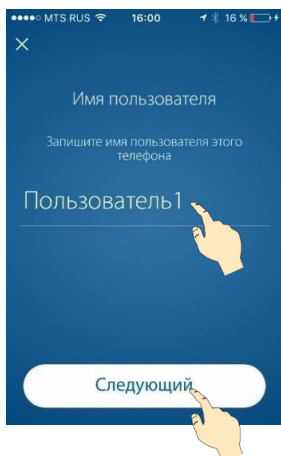 MTS RUS 16:00 16 %
Имя пользователя
Запишите имя пользователя этого
телефона
Пользователь1
Следующий